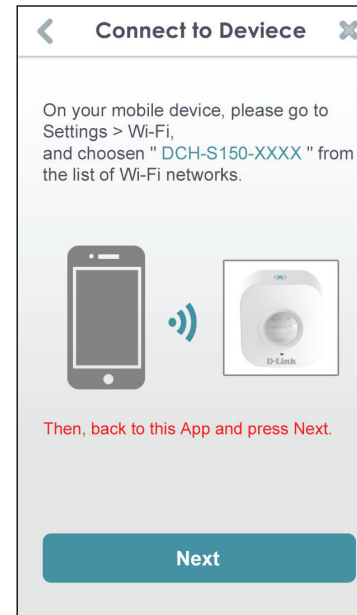 Connect to Deviece
On your mobile device, please go to
Settings > Wi-Fi,
and choosen " DCH-S150-XXXX " from
the list of Wi-Fi networks.
D-Link
Then, back to this App and press Next.
Next